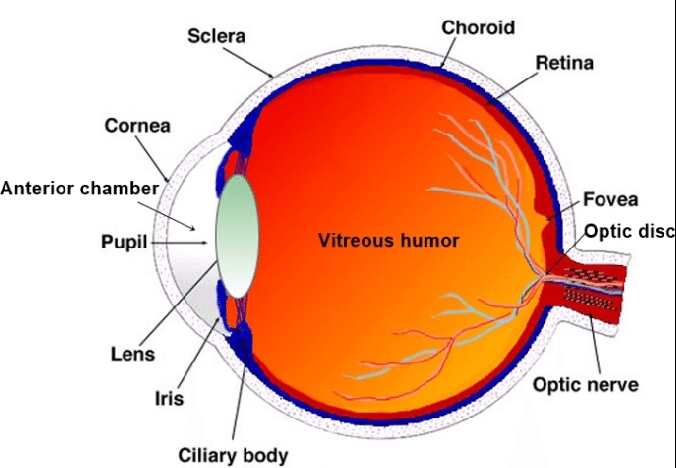 Choroid
Sclera
Retina
Cornea
Anterior chamber
Fovea
Optic disc
Pupil
Vitreous humor
Lens
Optic nerve
Iris
Ciliary body